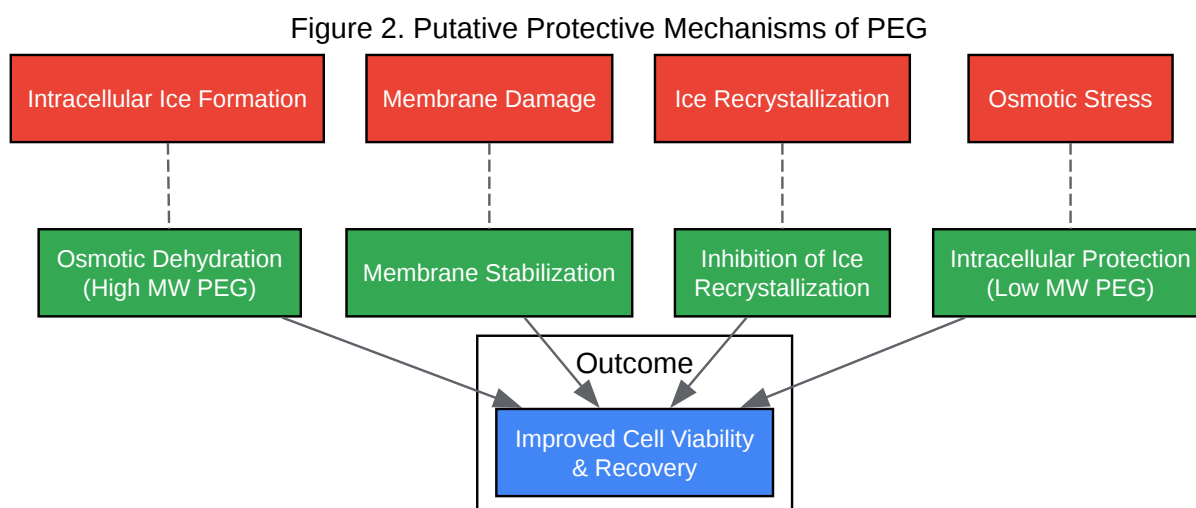 Figure 2. Putative Protective Mechanisms of PEG
Intracellular Ice Formation
Membrane Damage
Ice Recrystallization
Osmotic Stress
Osmotic Dehydration
(High MW PEG)
Membrane Stabilization
Inhibition of Ice
Recrystallization
Intracellular Protection
(Low MW PEG)
Outcome
Improved Cell Viability
& Recovery